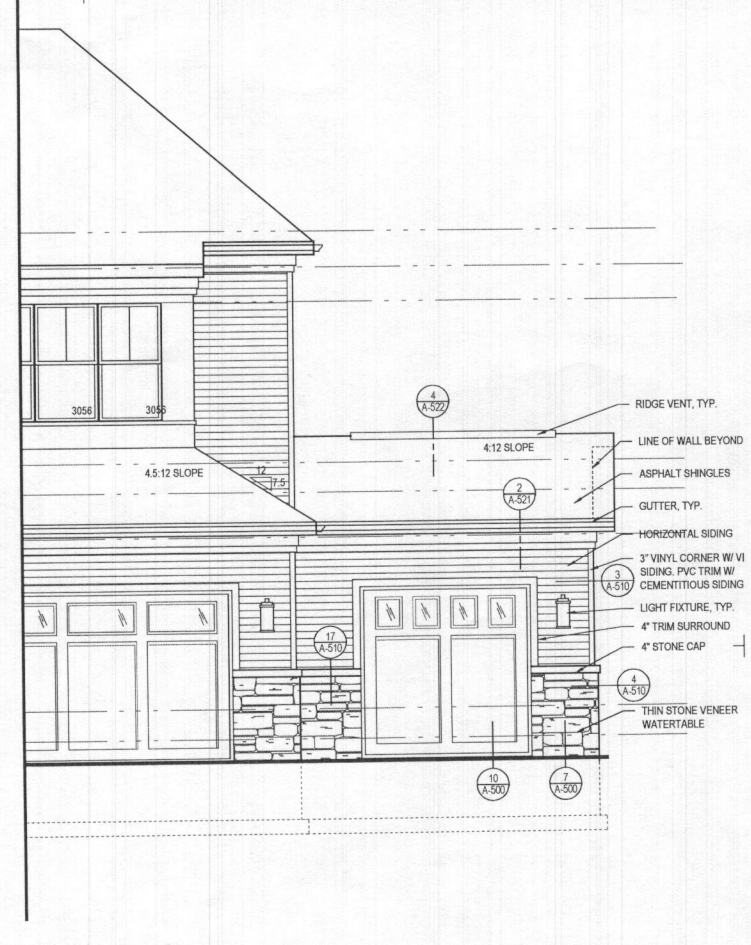 4
A-522
RIDGE VENT, TYP.
3056
3056
4:12 SLOPE
LINE OF WALL BEYOND
4.5:12 SLOPE
12
7.5
ASPHALT SHINGLES
2
A-521
GUTTER, TYP.
HORIZONTAL SIDING
3" VINYL CORNER W/ VI
SIDING, PVC TRIM W/
CEMENTITIOUS SIDING
3
A-510
LIGHT FIXTURE, TYP.
4" TRIM SURROUND
17
A-510
4" STONE CAP
4
A-510
THIN STONE VENEER
WATERTABLE
10
A-500
7
A-500